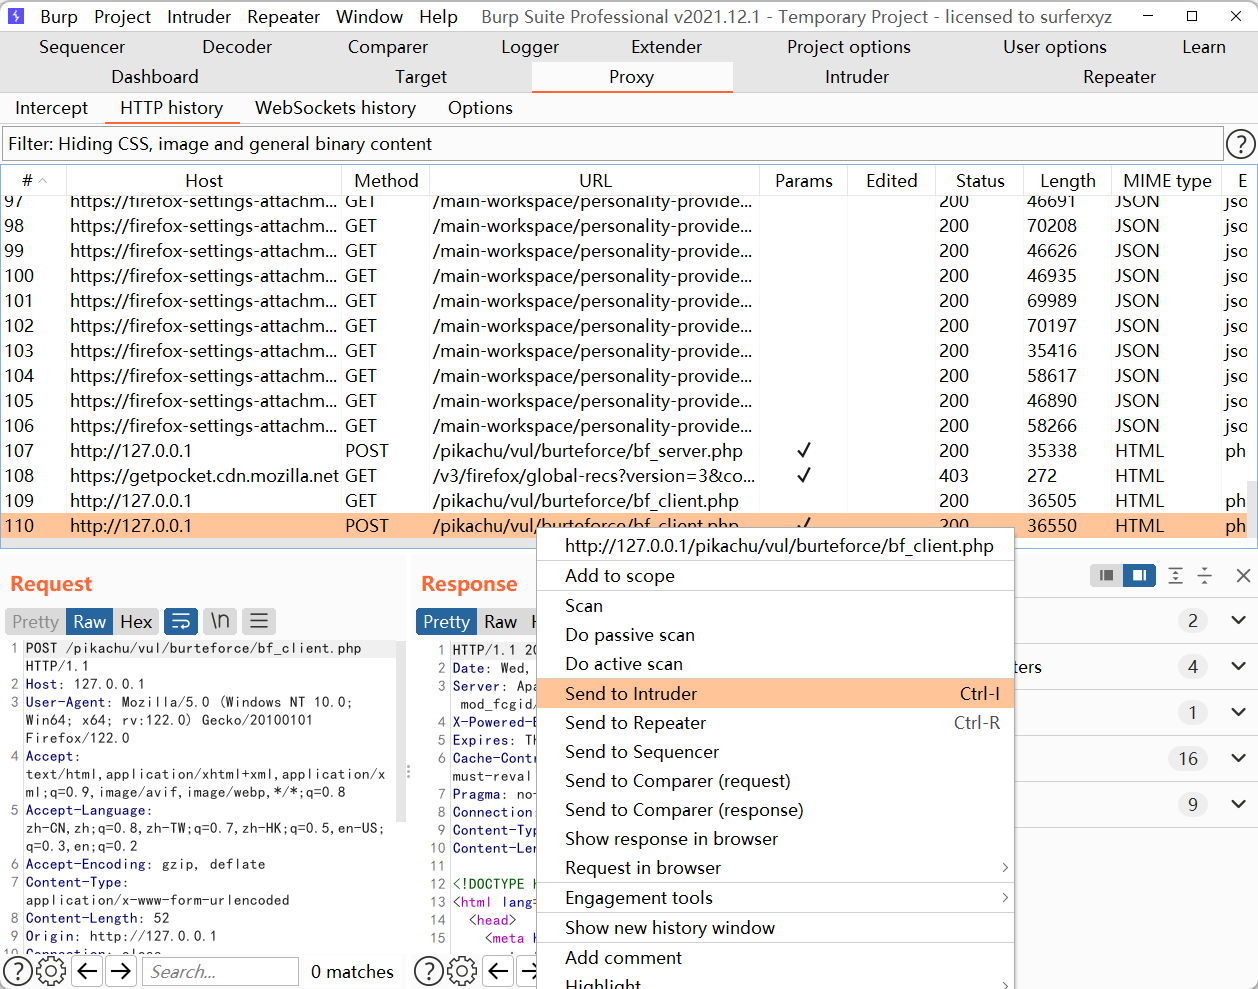 Burp Project Intruder Repeater Window Help Burp Suite Professional v2021.12.1 - Temporary Project - licensed to surferxyz
Sequencer Decoder Comparer Logger Extender Project options User options Learn
Dashboard Target Proxy Intruder Repeater
Intercept HTTP history WebSockets history Options
Filter: Hiding CSS, image and general binary content
# Host Method URL Params Edited Status Length MIME type E
97 https://firefox-settings-attachm... GET /main-workspace/personality-provide... 200 46691 JSON jso
98 https://firefox-settings-attachm... GET /main-workspace/personality-provide... 200 70208 JSON jso
99 https://firefox-settings-attachm... GET /main-workspace/personality-provide... 200 46626 JSON jso
100 https://firefox-settings-attachm... GET /main-workspace/personality-provide... 200 46935 JSON jso
101 https://firefox-settings-attachm... GET /main-workspace/personality-provide... 200 69989 JSON jso
102 https://firefox-settings-attachm... GET /main-workspace/personality-provide... 200 70197 JSON jso
103 https://firefox-settings-attachm... GET /main-workspace/personality-provide... 200 35416 JSON jso
104 https://firefox-settings-attachm... GET /main-workspace/personality-provide... 200 58617 JSON jso
105 https://firefox-settings-attachm... GET /main-workspace/personality-provide... 200 46890 JSON jso
106 https://firefox-settings-attachm... GET /main-workspace/personality-provide... 200 58266 JSON jso
107 http://127.0.0.1 POST /pikachu/vul/burteforce/bf_server.php ✓ 200 35338 HTML ph
108 https://getpocket.cdn.mozilla.net GET /v3/firefox/global-recs?version=3&co... ✓ 403 272 HTML
109 http://127.0.0.1 GET /pikachu/vul/burteforce/bf_client.php 200 36505 HTML ph
110 http://127.0.0.1 POST /pikachu/vul/burteforce/bf_client.php ✓ 200 36550 HTML ph
Request
Pretty Raw Hex \n
1 POST /pikachu/vul/burteforce/bf_client.php
HTTP/1.1
2 Host: 127.0.0.1
3 User-Agent: Mozilla/5.0 (Windows NT 10.0;
Win64; x64; rv:122.0) Gecko/20100101
Firefox/122.0
4 Accept:
text/html,application/xhtml+xml,application/x
ml;q=0.9,image/avif,image/webp,*/*;q=0.8
5 Accept-Language:
zh-CN,zh;q=0.8,zh-TW;q=0.7,zh-HK;q=0.5,en-US;
q=0.3,en;q=0.2
6 Accept-Encoding: gzip, deflate
7 Content-Type:
application/x-www-form-urlencoded
8 Content-Length: 52
9 Origin: http://127.0.0.1
10 Connection: close
Search... 0 matches
Response
Pretty Raw H
1 HTTP/1.1 20
2 Date: Wed,
3 Server: Apa
mod_fcgid/
4 X-Powered-B
5 Expires: Th
6 Cache-Contr
must-reval
7 Pragma: no-
8 Connection:
9 Content-Typ
10 Content-Len
11
12 <!DOCTYPE h
13 <html lang=
14 <head>
15 <meta h
http://127.0.0.1/pikachu/vul/burteforce/bf_client.php
Add to scope
Scan
Do passive scan
Do active scan
Send to Intruder Ctrl-I
Send to Repeater Ctrl-R
Send to Sequencer
Send to Comparer (request)
Send to Comparer (response)
Show response in browser
Request in browser
Engagement tools
Show new history window
Add comment
Highlight
2
ters 4
1
16
9